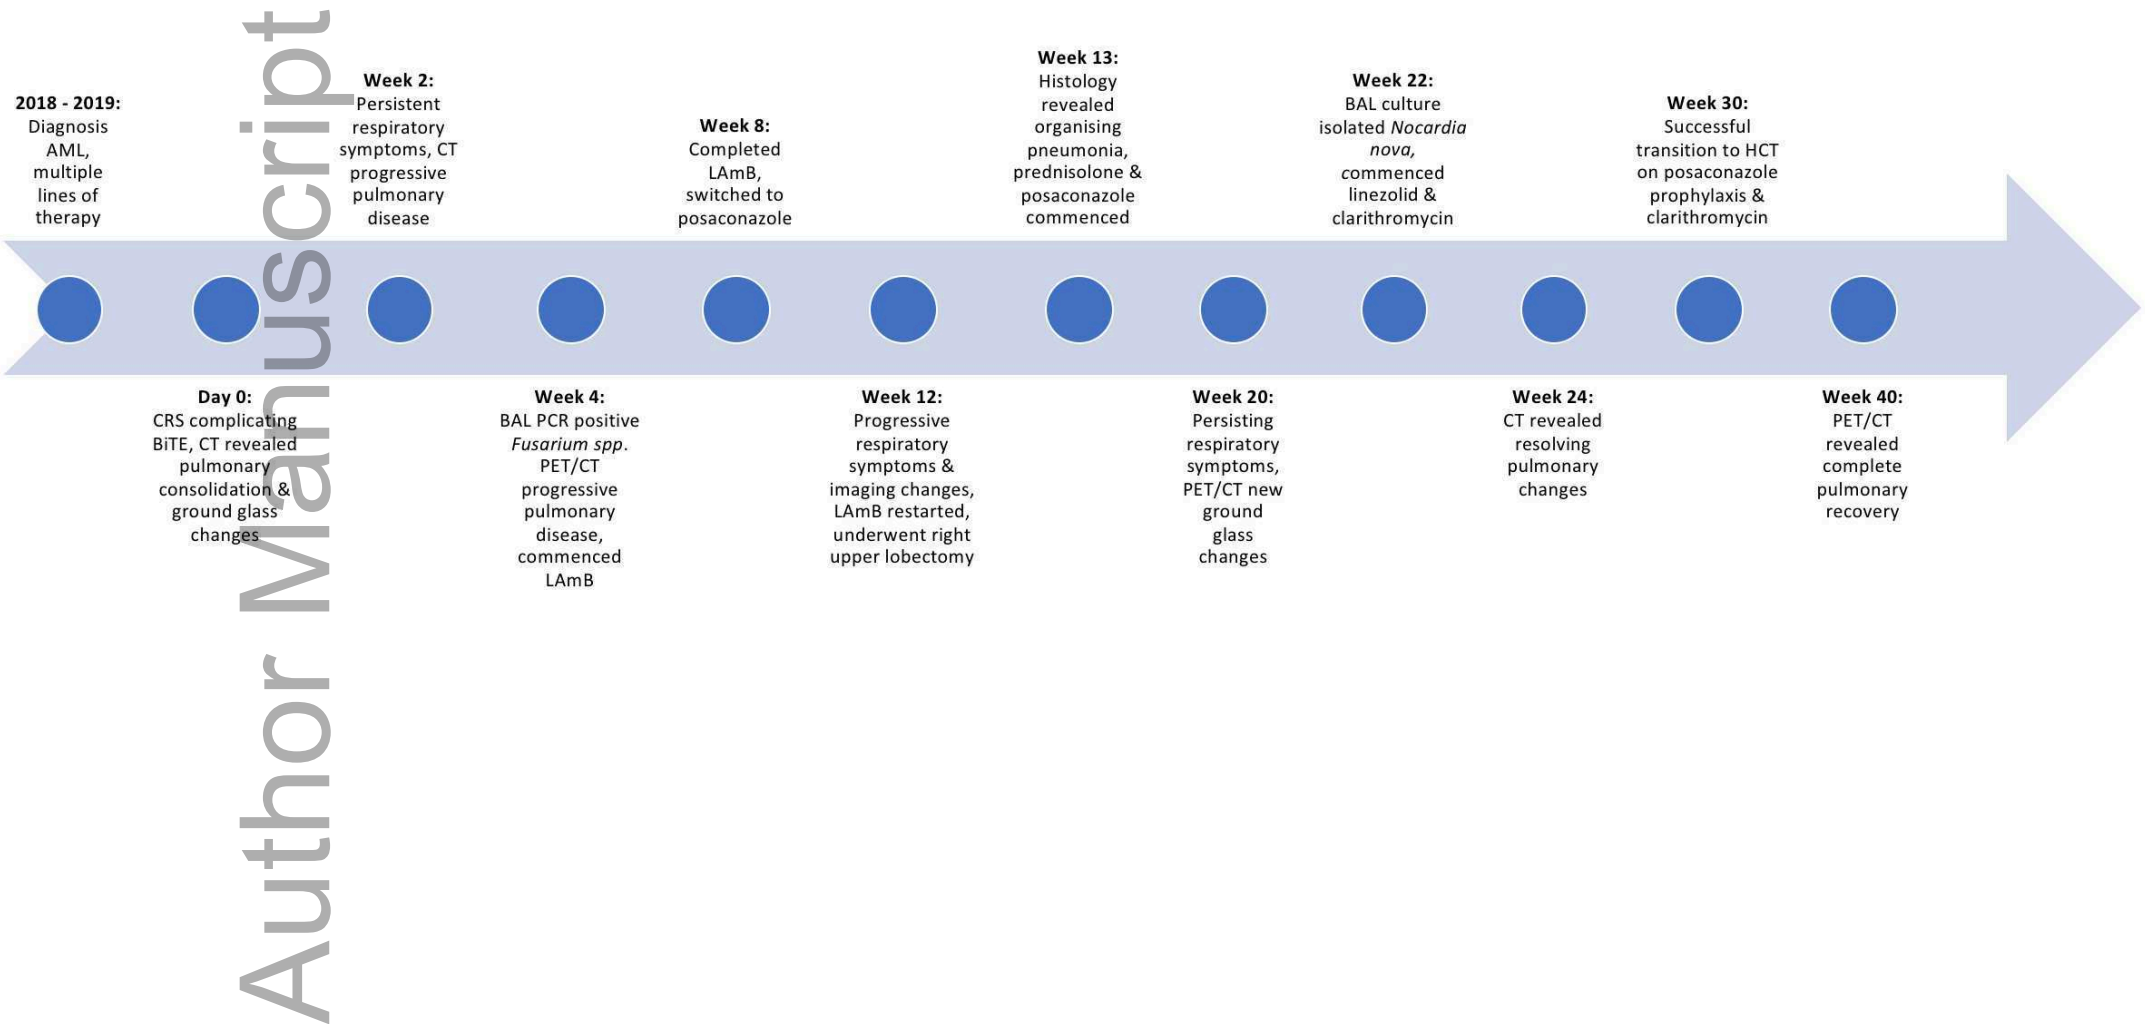 2018 - 2019:
Diagnosis
AML,
multiple
lines of
therapy
Day 0:
CRS complicating
BiTE, CT revealed
pulmonary
consolidation &
ground glass
changes
Week 2:
Persistent
respiratory
symptoms, CT
progressive
pulmonary
disease
Week 4:
BAL PCR positive
Fusarium spp.
PET/CT
progressive
pulmonary
disease,
commenced
LAmB
Week 8:
Completed
LAmB,
switched to
posaconazole
Week 12:
Progressive
respiratory
symptoms &
imaging changes,
LAmB restarted,
underwent right
upper lobectomy
Week 13:
Histology
revealed
organising
pneumonia,
prednisolone &
posaconazole
commenced
Week 20:
Persisting
respiratory
symptoms,
PET/CT new
ground
glass
changes
Week 22:
BAL culture
isolated Nocardia
nova,
commenced
linezolid &
clarithromycin
Week 24:
CT revealed
resolving
pulmonary
changes
Week 30:
Successful
transition to HCT
on posaconazole
prophylaxis &
clarithromycin
Week 40:
PET/CT
revealed
complete
pulmonary
recovery
Author Manuscript